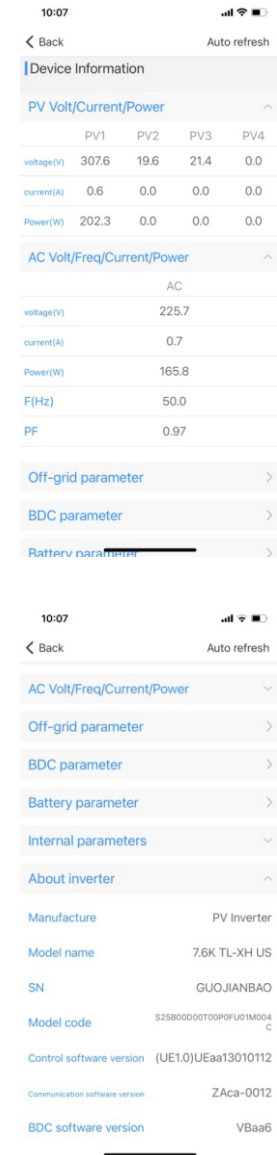 10:07
Back Auto refresh
Device Information
PV Volt/Current/Power
PV1 PV2 PV3 PV4
voltage(V) 307.6 19.6 21.4 0.0
current(A) 0.6 0.0 0.0 0.0
Power(W) 202.3 0.0 0.0 0.0
AC Volt/Freq/Current/Power
AC
voltage(V) 225.7
current(A) 0.7
Power(W) 165.8
F(Hz) 50.0
PF 0.97
Off-grid parameter
BDC parameter
Battery parameter
10:07
Back Auto refresh
AC Volt/Freq/Current/Power
Off-grid parameter
BDC parameter
Battery parameter
Internal parameters
About inverter
Manufacture PV Inverter
Model name 7.6K TL-XH US
SN GUOJIANBAO
Model code S25B00D00T00P0FU01M004
C
Control software version (UE1.0)UEaa13010112
Communication software version ZAca-0012
BDC software version VBaa6